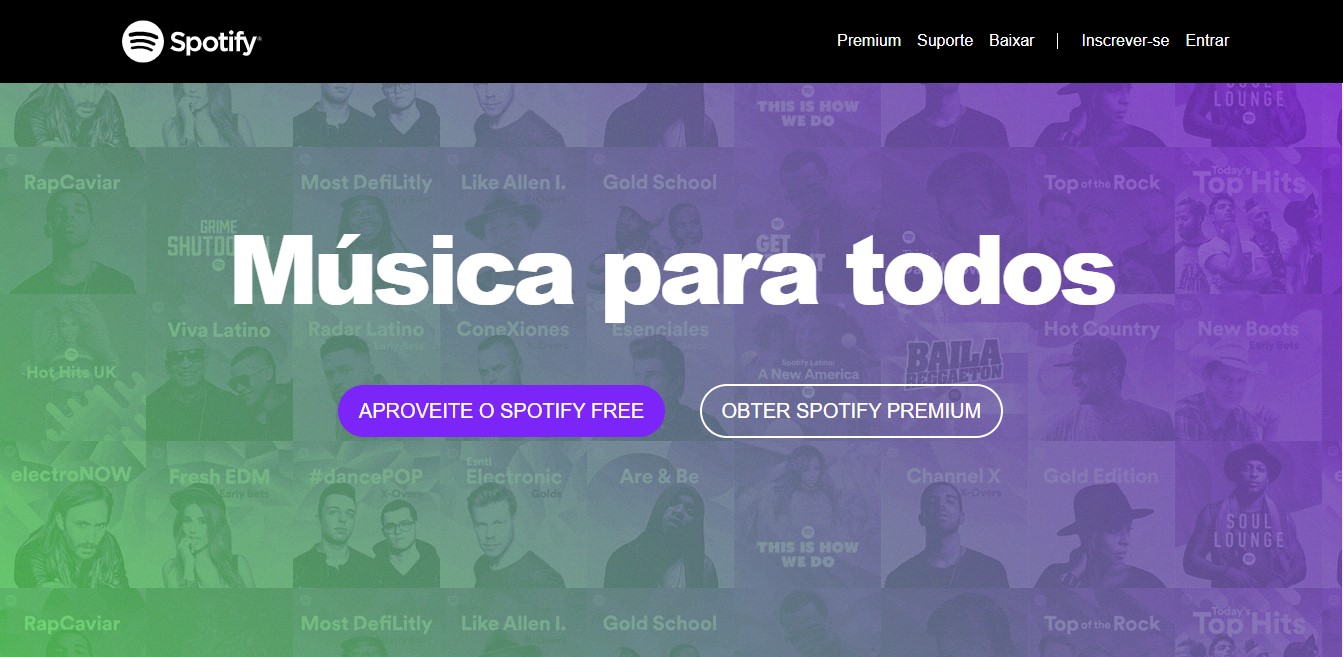 Spotify
Premium Suporte Baixar | Inscrever-se Entrar
THIS IS HOW
WE DO
SOUL
LOUNGE
RapCaviar
Most DefiLitly
Like Allen I.
X-Overs
Gold School
Top of the Rock
Today's
Top Hits
GRIME
GET
Música para todos
Viva Latino
Radar Latino
Early Bets
ConeXiones
X-Overs
Esenciales
Hot Country
New Boots
Early Bets
Hot Hits UK
Spotify Latino:
A New America
BAILA
REGGAETON
APROVEITE O SPOTIFY FREE
OBTER SPOTIFY PREMIUM
electroNOW
Fresh EDM
Early Bets
#dancePOP
X-Overs
Esntl
Electronic
Golds
Are & Be
Channel X
X-Overs
Gold Edition
THIS IS HOW
WE DO
SOUL
LOUNGE
RapCaviar
Most DefiLitly
Like Allen I.
X-Overs
Gold School
Top of the Rock
Today's
Top Hits